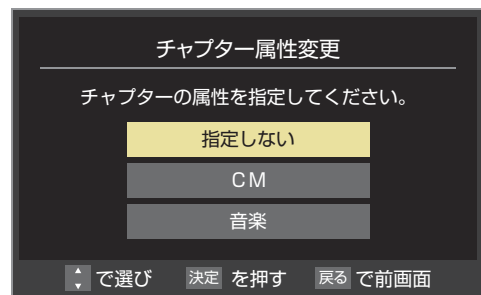 チャプター属性変更
チャプターの属性を指定してください。
指定しない
CM
音楽
で選び 決定 を押す 戻る で前画面